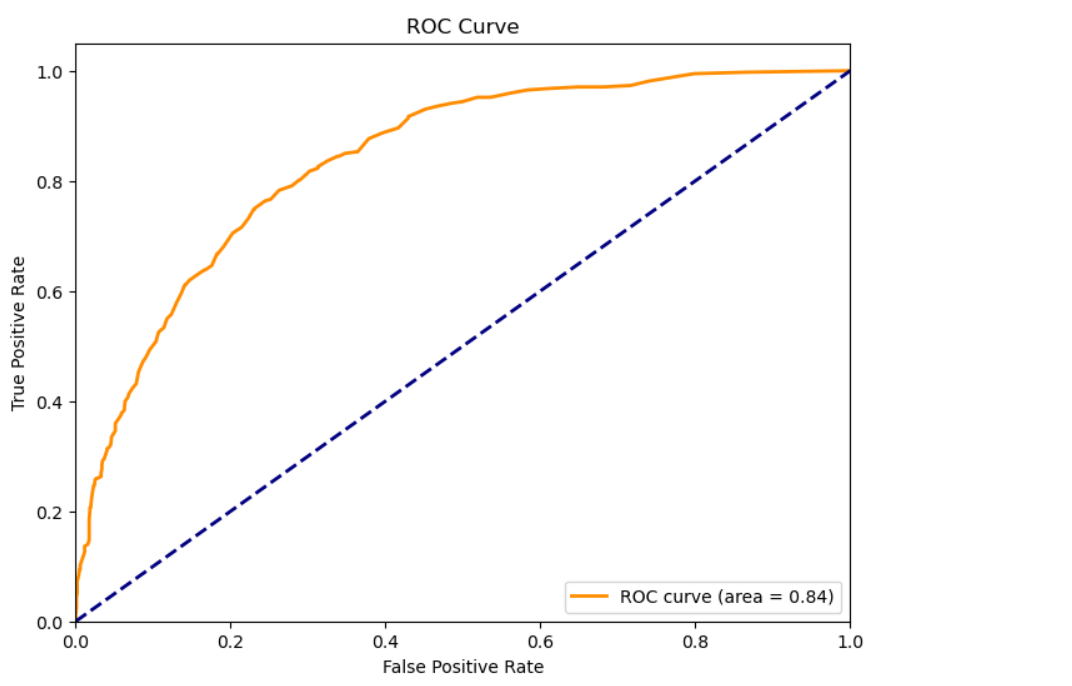 ROC Curve
1.0
0.8
0.6
0.4
0.2
0.0
True Positive Rate
ROC curve (area = 0.84)
0.0 0.2 0.4 0.6 0.8 1.0
False Positive Rate